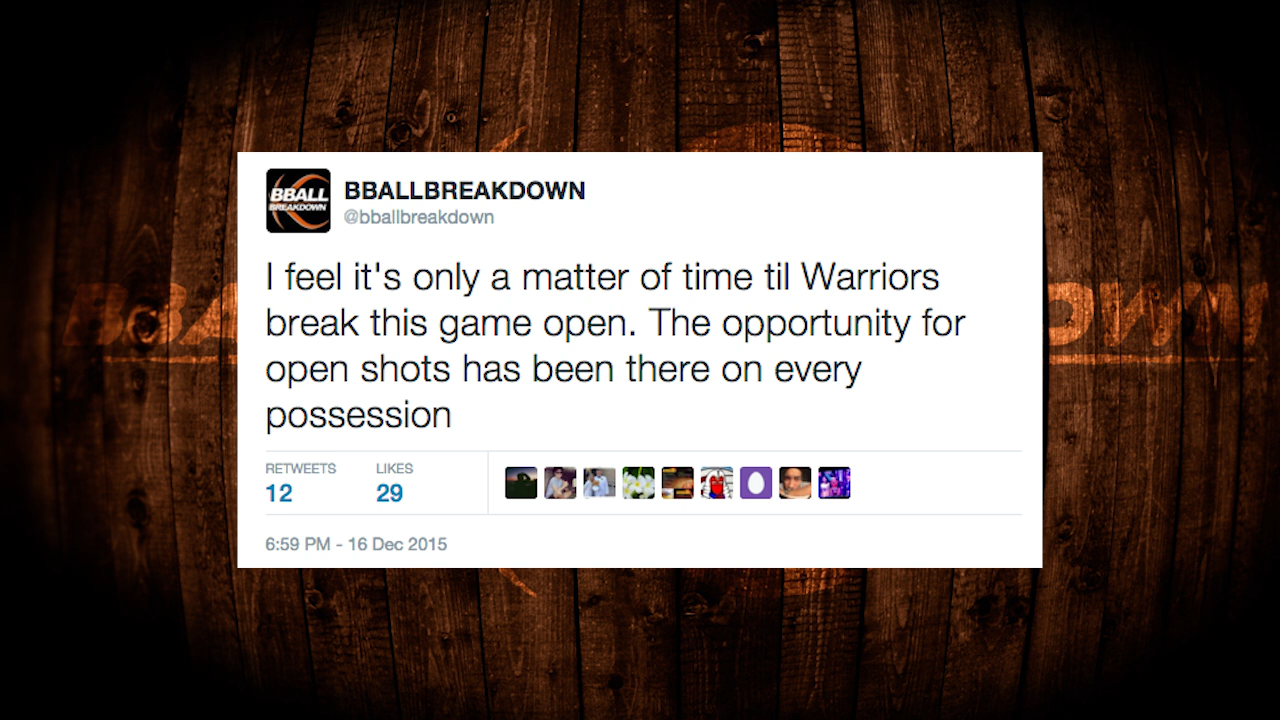 BBALL
BREAKDOWN
BBALLBREAKDOWN
@bballbreakdown
I feel it's only a matter of time til Warriors
break this game open. The opportunity for
open shots has been there on every
possession
RETWEETS LIKES
12 29
6:59 PM - 16 Dec 2015